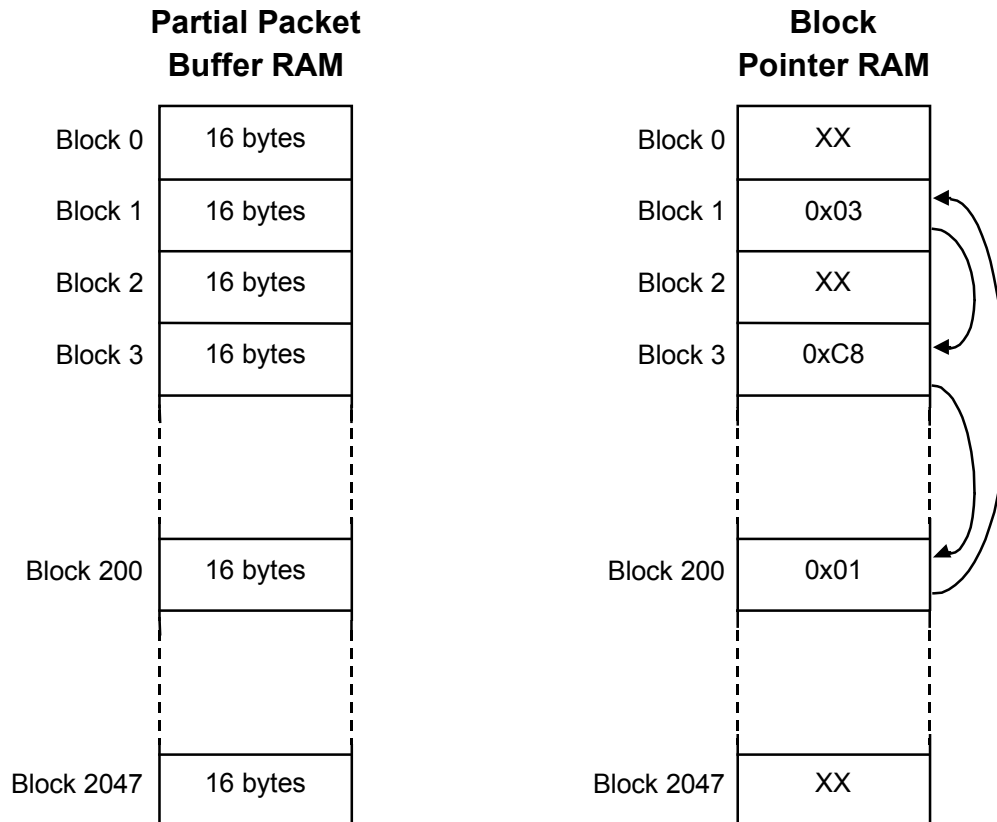 Partial Packet
Buffer RAM
Block 0 16 bytes
Block 1 16 bytes
Block 2 16 bytes
Block 3 16 bytes
Block 200 16 bytes
Block 2047 16 bytes
Block
Pointer RAM
Block 0 XX
Block 1 0x03
Block 2 XX
Block 3 0xC8
Block 200 0x01
Block 2047 XX